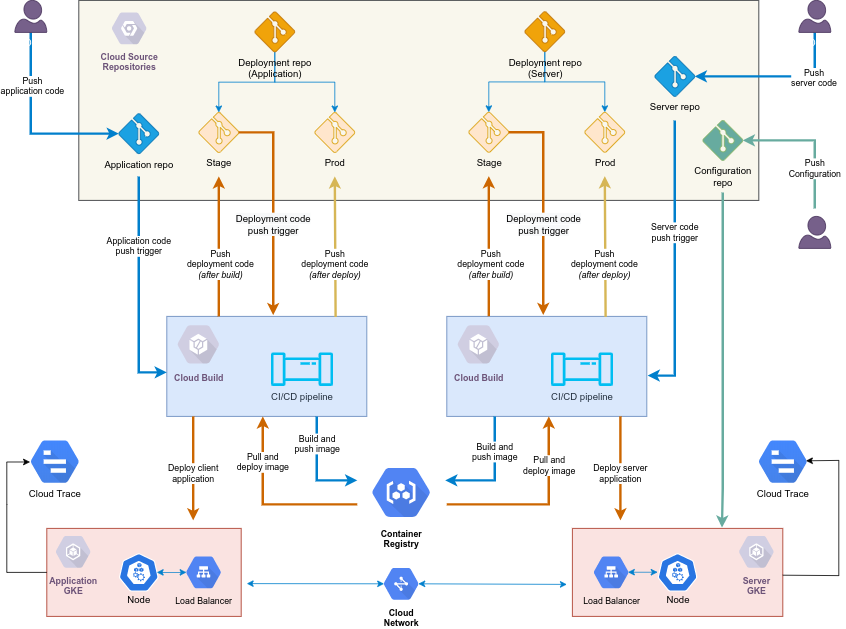 Cloud Source
Repositories
Deployment repo
(Application)
Deployment repo
(Server)
Push
application code
Push
server code
Application repo
Stage
Prod
Stage
Prod
Server repo
Configuration
repo
Push
Configuration
Application code
push trigger
Push
deployment code
(after build)
Deployment code
push trigger
Push
deployment code
(after deploy)
Push
deployment code
(after build)
Deployment code
push trigger
Push
deployment code
(after deploy)
Server code
push trigger
Cloud Build
CI/CD pipeline
Cloud Build
CI/CD pipeline
Deploy client
application
Pull and
deploy image
Build and
push image
Build and
push image
Pull and
deploy image
Deploy server
application
Cloud Trace
Container
Registry
Cloud Trace
Application
GKE
Node
Load Balancer
Cloud
Network
Load Balancer
Node
Server
GKE